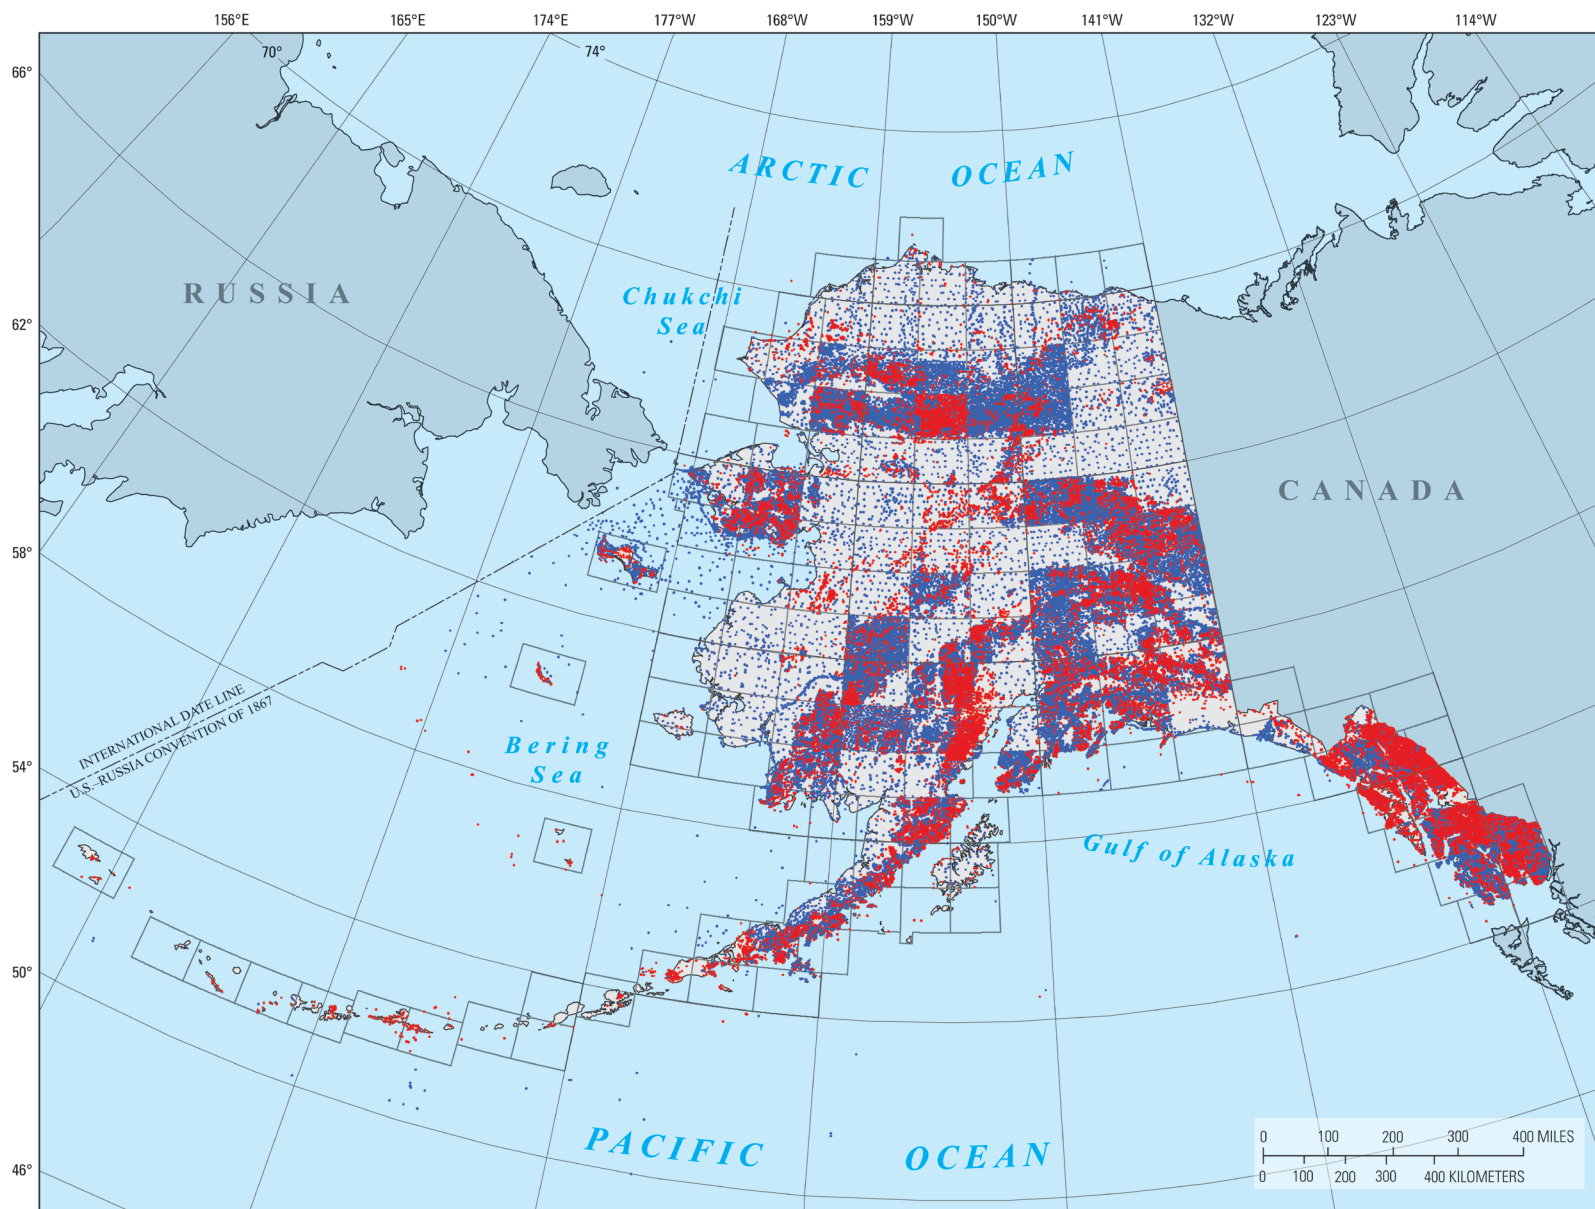 156°E 165°E 174°E 177°W 168°W 159°W 150°W 141°W 132°W 123°W 114°W
70° 74°
66°
ARCTIC OCEAN
RUSSIA
Chukchi
Sea
62°
CANADA
58°
INTERNATIONAL DATE LINE
U.S.–RUSSIA CONVENTION OF 1867
Bering
Sea
54°
Gulf of Alaska
50°
PACIFIC OCEAN
0 100 200 300 400 MILES
0 100 200 300 400 KILOMETERS
46°